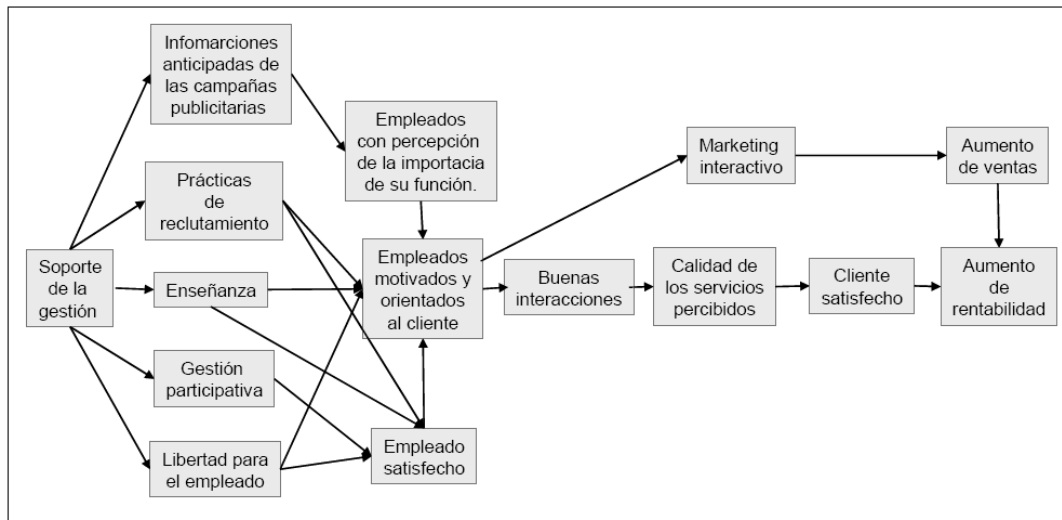 Infomarciones
anticipadas de
las campañas
publicitarias
Empleados
con percepción
de la importacia
de su función.
Marketing
interactivo
Aumento
de ventas
Prácticas
de
reclutamiento
Soporte
de la
gestión
Enseñanza
Empleados
motivados y
orientados
al cliente
Buenas
interacciones
Calidad de
los servicios
percibidos
Cliente
satisfecho
Aumento
de
rentabilidad
Gestión
participativa
Libertad para
el empleado
Empleado
satisfecho